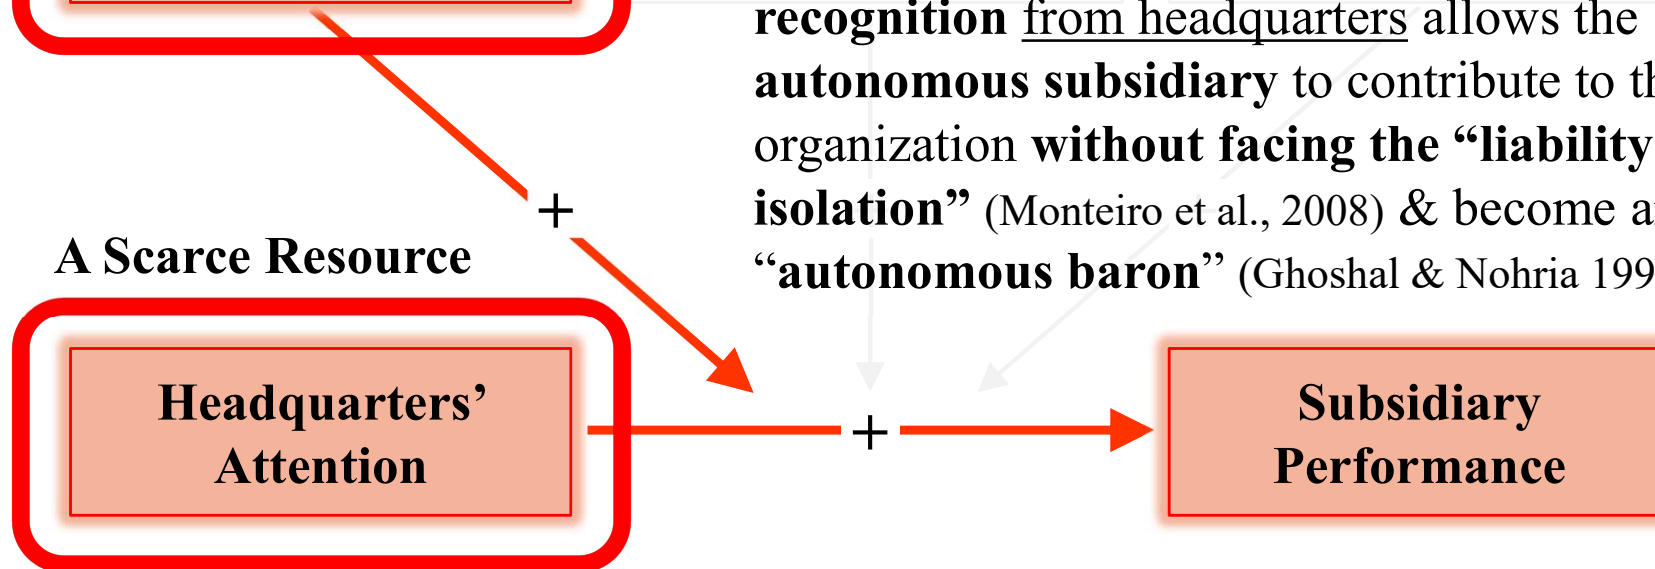 recognition from headquarters allows the
autonomous subsidiary to contribute to
organization without facing the “liability
isolation” (Monteiro et al., 2008) & become
“autonomous baron” (Ghoshal & Nohria 199
+
A Scarce Resource
Headquarters’
Attention
+
Subsidiary
Performance